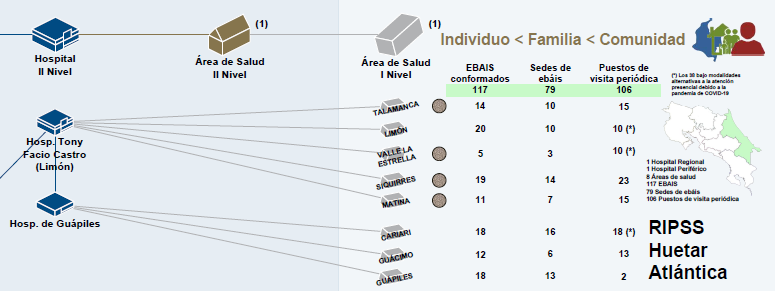 Hospital
II Nivel
(1)
Área de Salud
II Nivel
(1)
Área de Salud
I Nivel
Individuo < Familia < Comunidad
EBAIS
conformados
Sedes de
ebáis
Puestos de
visita periódica
117 79 106
(*) Los 38 bajo modalidades
alternativas a la atención
presencial debido a la
pandemia de COVID-19
TALAMANCA 14 10 15
LIMÓN 20 10 10 (*)
VALLE LA
ESTRELLA 5 3 10 (*)
SIQUIRRES 19 14 23
MATINA 11 7 15
CARIARI 18 16 18 (*)
GUÁCIMO 12 6 13
GUÁPILES 18 13 2
Hosp. Tony
Facio Castro
(Limón)
Hosp. de Guápiles
1 Hospital Regional
1 Hospital Periférico
8 Áreas de salud
117 EBAIS
79 Sedes de ebáis
106 Puestos de visita periódica
RIPSS
Huetar
Atlántica